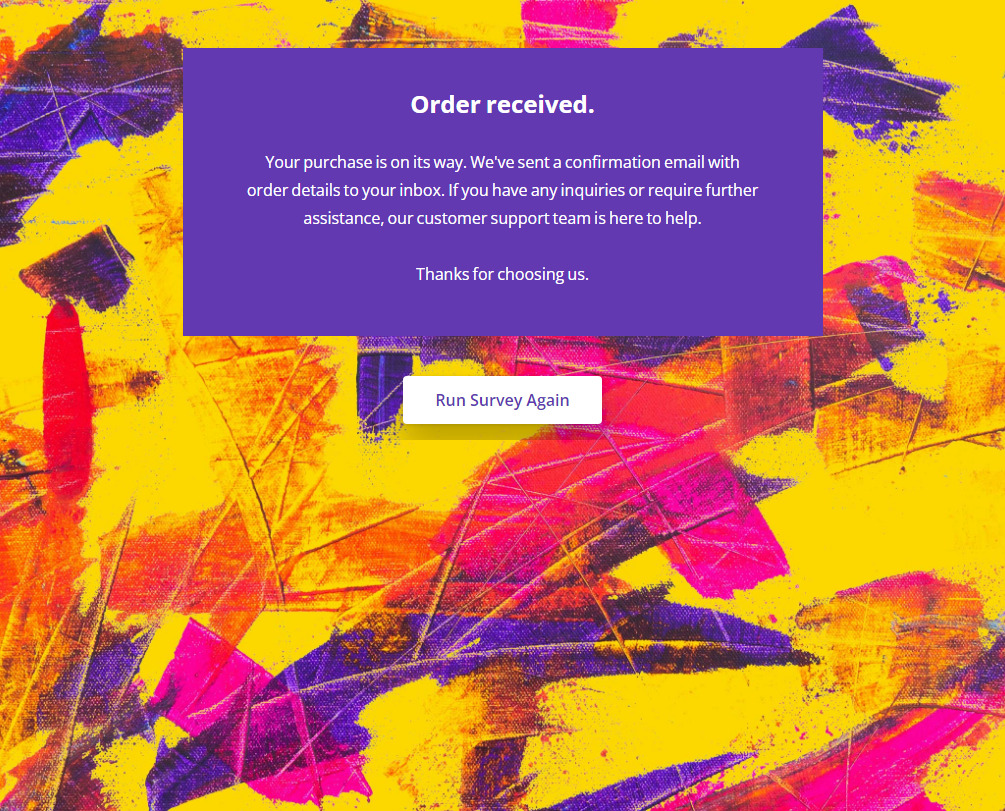 Order received.
Your purchase is on its way. We've sent a confirmation email with
order details to your inbox. If you have any inquiries or require further
assistance, our customer support team is here to help.
Thanks for choosing us.
Run Survey Again